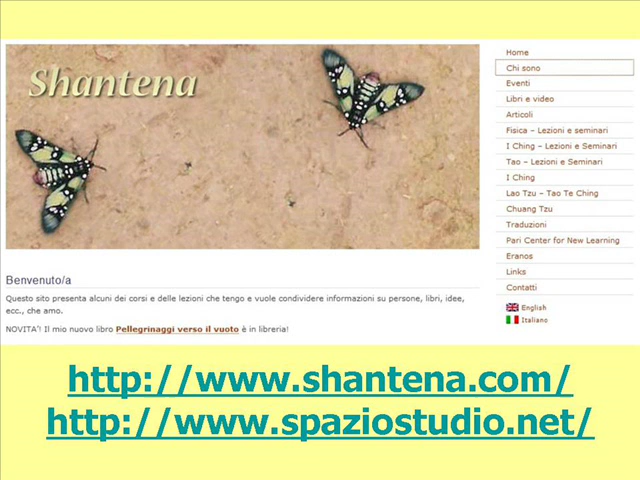 Shantena
Home
Chi sono
Eventi
Libri e video
Articoli
Fisica – Lezioni e seminari
I Ching – Lezioni e Seminari
Tao – Lezioni e Seminari
I Ching
Lao Tzu – Tao Te Ching
Chuang Tzu
Traduzioni
Pari Center for New Learning
Eranos
Links
Contatti
English
Italiano
Benvenuto/a
Questo sito presenta alcuni dei corsi e delle lezioni che tengo e vuole condividere informazioni su persone, libri, idee,
ecc., che amo.
NOVITA'! Il mio nuovo libro Pellegrinaggi verso il vuoto è in libreria!
http://www.shantena.com/
http://www.spaziostudio.net/